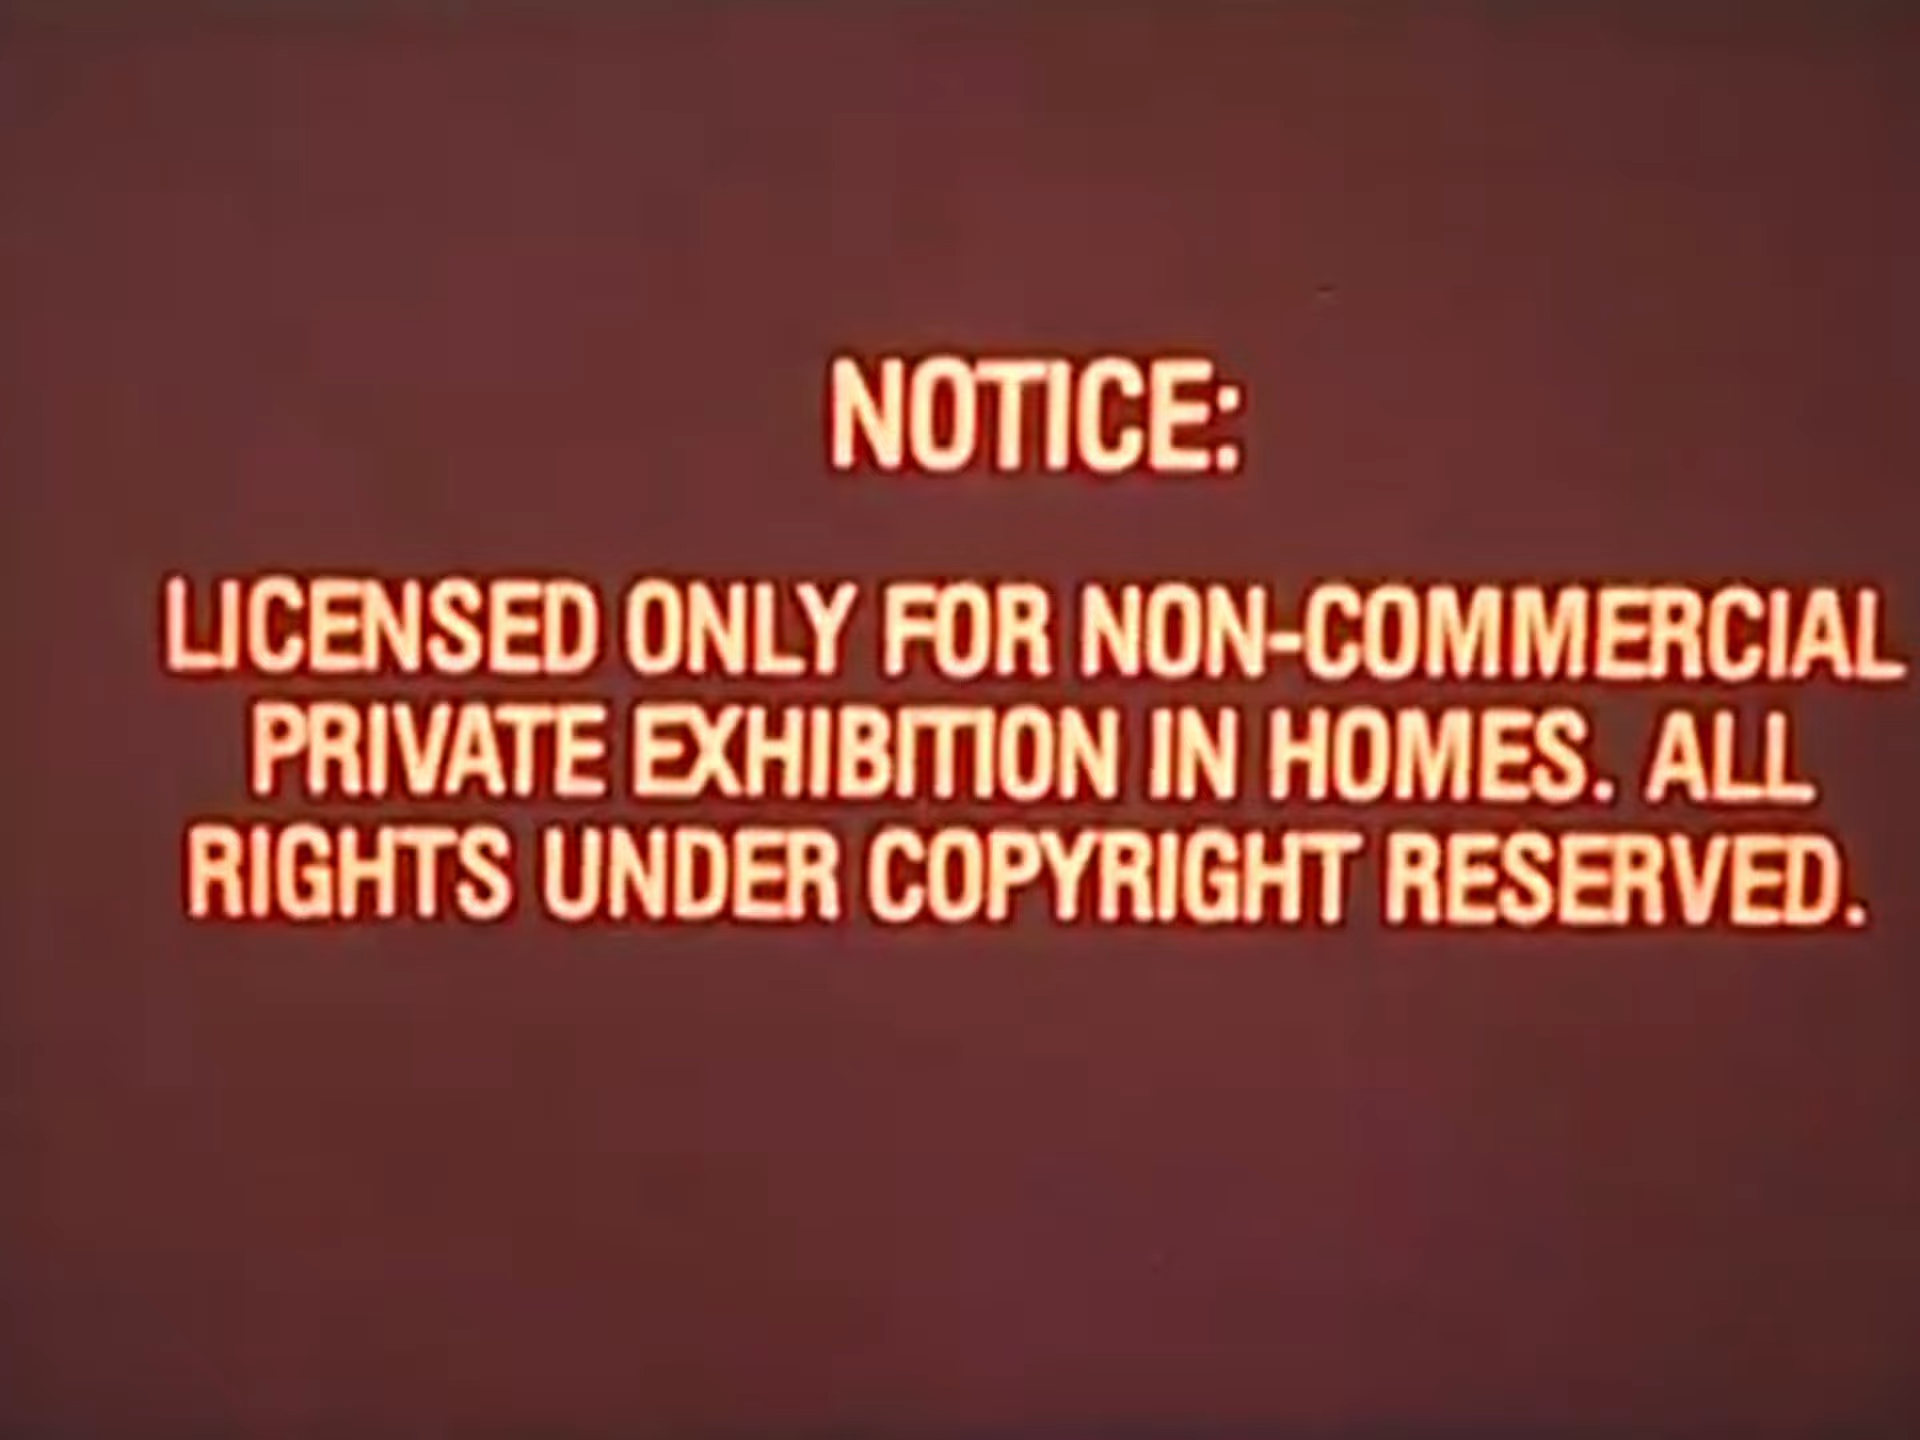 NOTICE:
LICENSED ONLY FOR NON-COMMERCIAL
PRIVATE EXHIBITION IN HOMES. ALL
RIGHTS UNDER COPYRIGHT RESERVED.